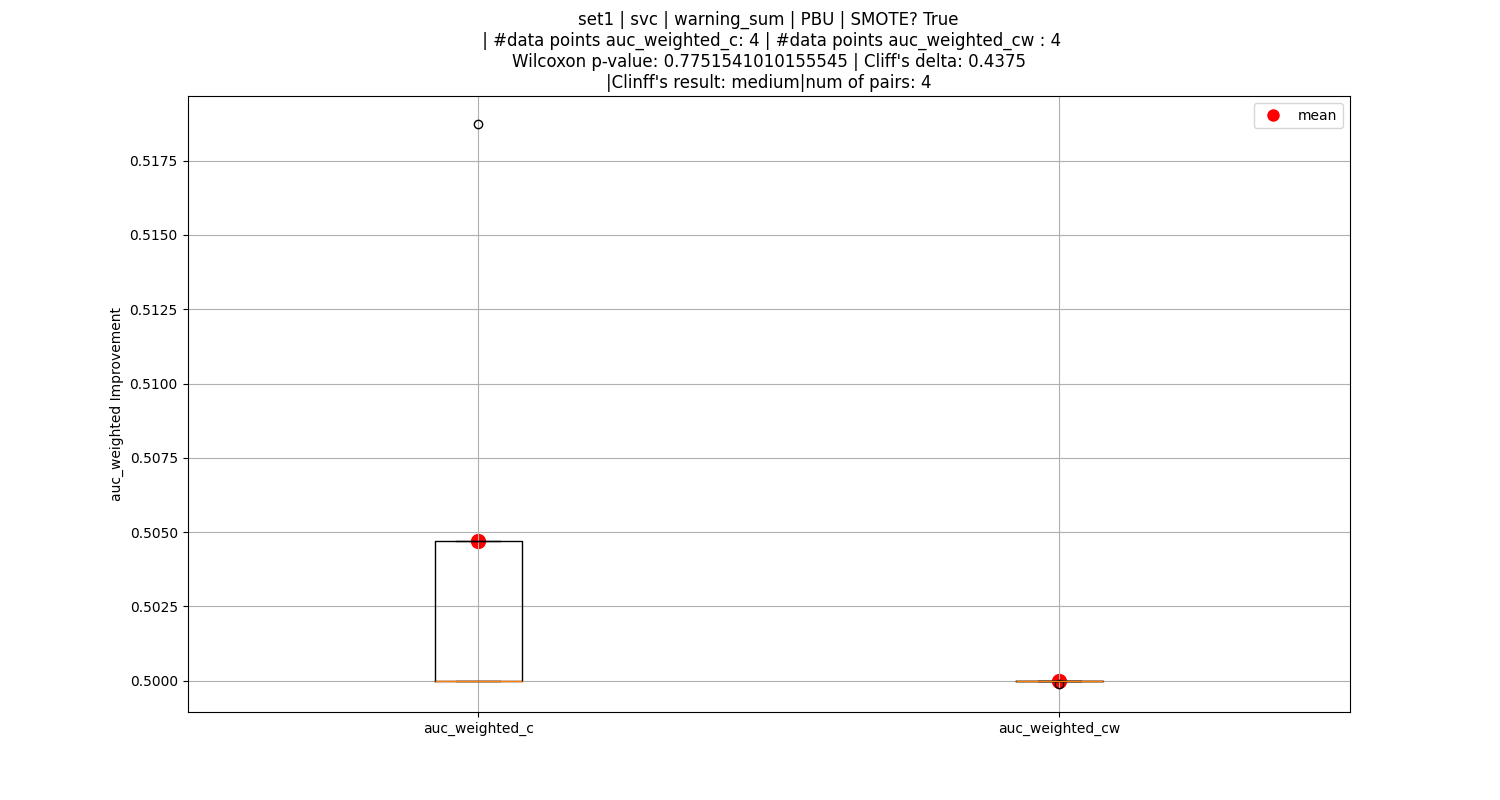 set1 | svc | warning_sum | PBU | SMOTE? True
| #data points auc_weighted_c: 4 | #data points auc_weighted_cw : 4
Wilcoxon p-value: 0.7751541010155545 | Cliff's delta: 0.4375
|Clinff's result: medium|num of pairs: 4
mean
0.5175
0.5150
0.5125
0.5100
0.5075
0.5050
0.5025
0.5000
auc_weighted Improvement
auc_weighted_c
auc_weighted_cw